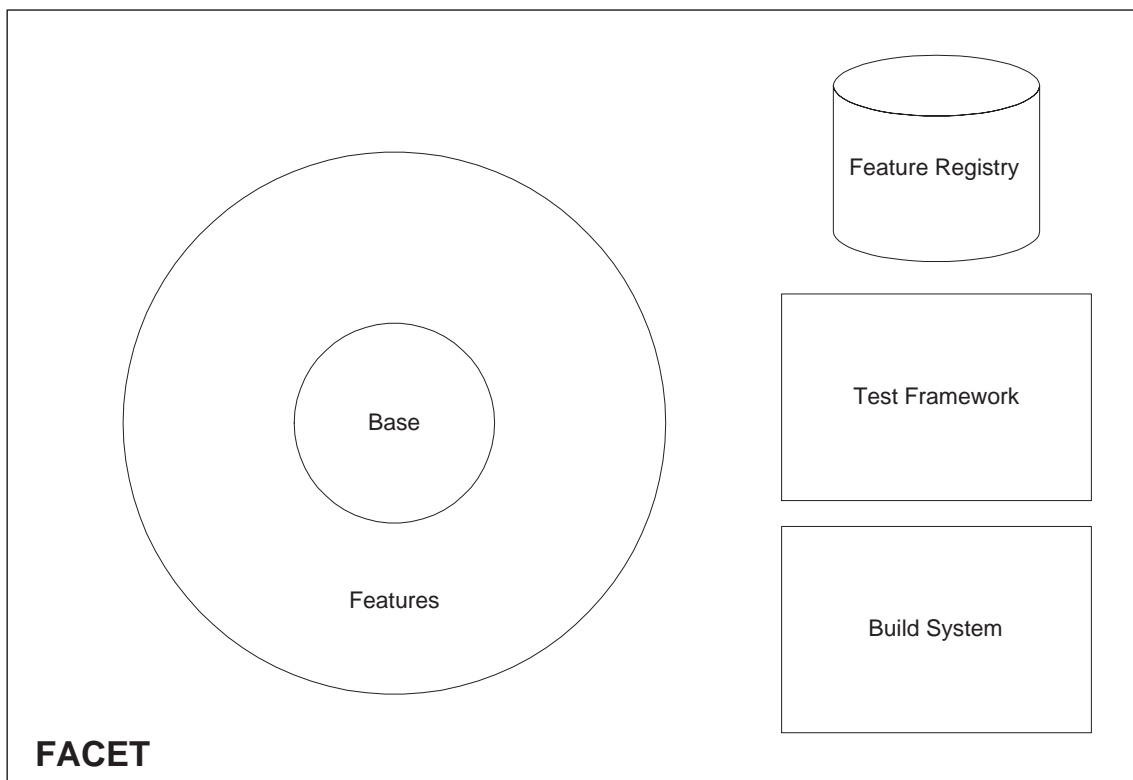 Feature Registry
Test Framework
Base
Features
Build System
FACET